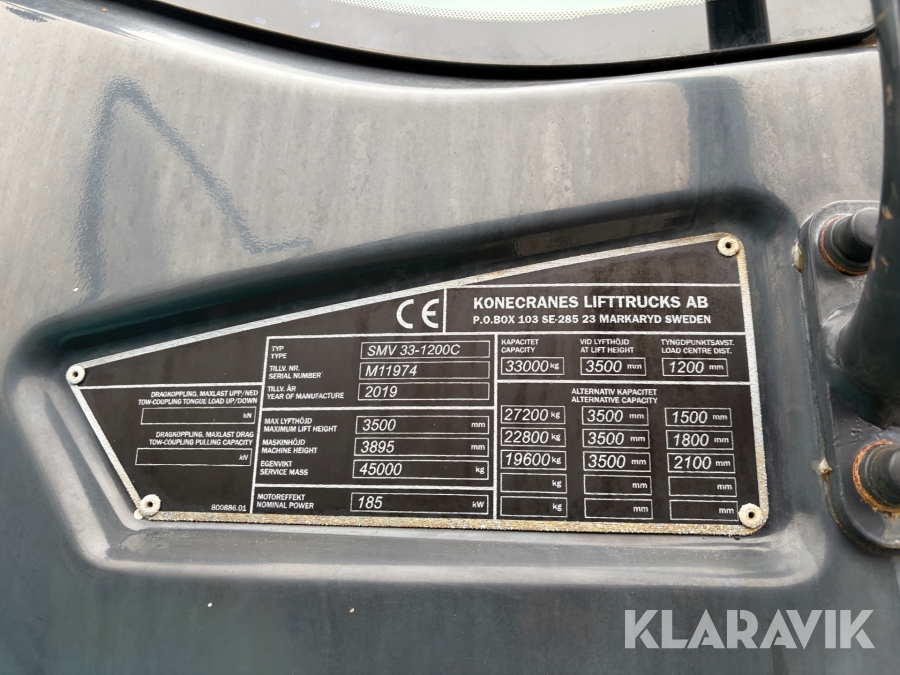 CE
KONECRANES LIFTTRUCKS AB
P.O.BOX 103 SE-285 23 MARKARYD SWEDEN
DRAGKOPPLING, MAXLAST UPP/NED
TOW-COUPLING TONGUE LOAD UP/DOWN
kN
DRAGKOPPLING, MAXLAST DRAG
TOW-COUPLING PULLING CAPACITY
kN
800886.01
TYP
TYPE
SMV 33-1200C
TILLV. NR.
SERIAL NUMBER
M11974
TILLV. ÅR
YEAR OF MANUFACTURE
2019
MAX LYFTHÖJD
MAXIMUM LIFT HEIGHT
3500 mm
MASKINHÖJD
MACHINE HEIGHT
3895 mm
EGENVIKT
SERVICE MASS
45000 kg
MOTOREFFEKT
NOMINAL POWER
185 kW
KAPACITET VID LYFTHÖJD TYNGDPUNKTSAVST.
CAPACITY AT LIFT HEIGHT LOAD CENTRE DIST.
33000 kg 3500 mm 1200 mm
ALTERNATIV KAPACITET
ALTERNATIVE CAPACITY
27200 kg 3500 mm 1500 mm
22800 kg 3500 mm 1800 mm
19600 kg 3500 mm 2100 mm
kg mm mm
kg mm mm
KLARAVIK